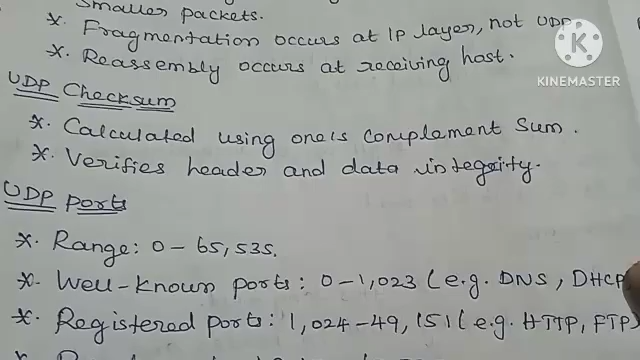 smaller packets.
*. Fragmentation occurs at IP layer, not UDP
*. Reassembly occurs at receiving host.
KINEMASTER
UDP Checksum
*. Calculated using one's complement sum.
*. Verifies header and data integrity.
UDP ports
*. Range: 0 - 65,535.
*. Well-known ports: 0-1,023 (e.g. DNS, DHCP
*. Registered ports: 1,024-49,151 (e.g. HTTP, FTP)